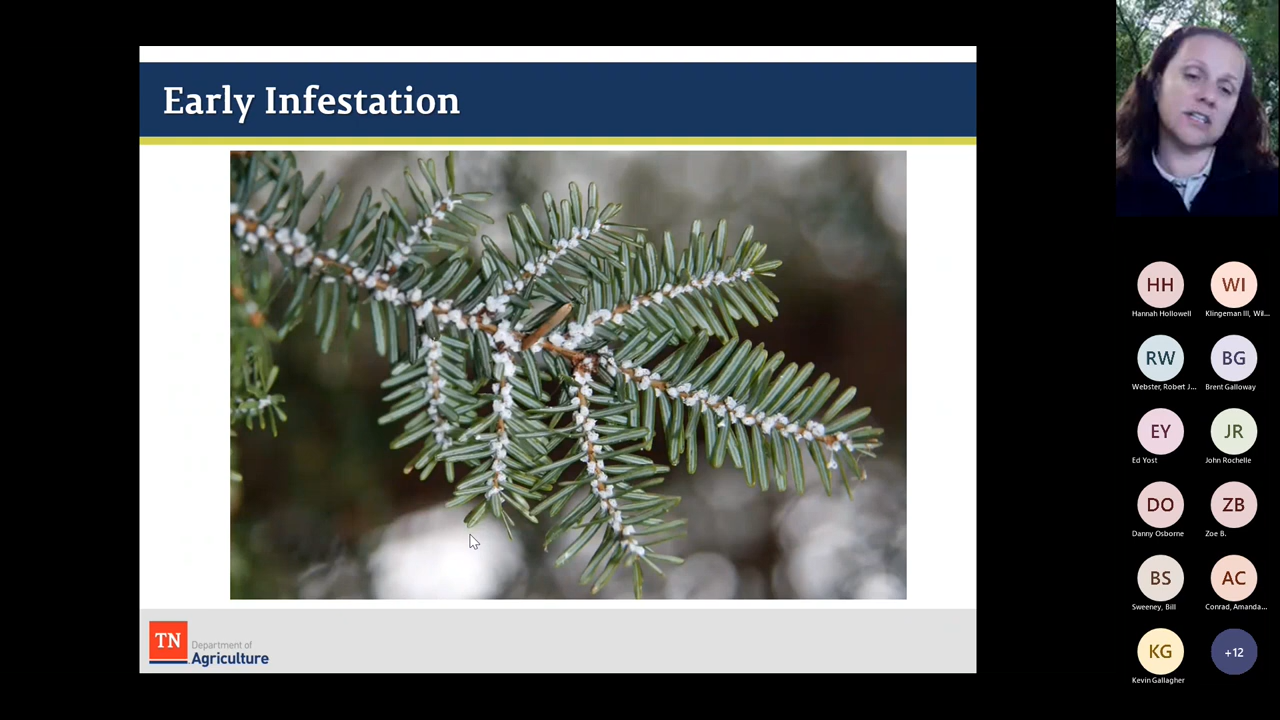 Early Infestation
TN
Department of
Agriculture
HH
Hannah Hollowell
WI
Klingeman III, Wil...
RW
Webster, Robert J...
BG
Brent Galloway
EY
Ed Yost
JR
John Rochelle
DO
Danny Osborne
ZB
Zoe B.
BS
Sweeney, Bill
AC
Conrad, Amanda...
KG
Kevin Gallagher
+12